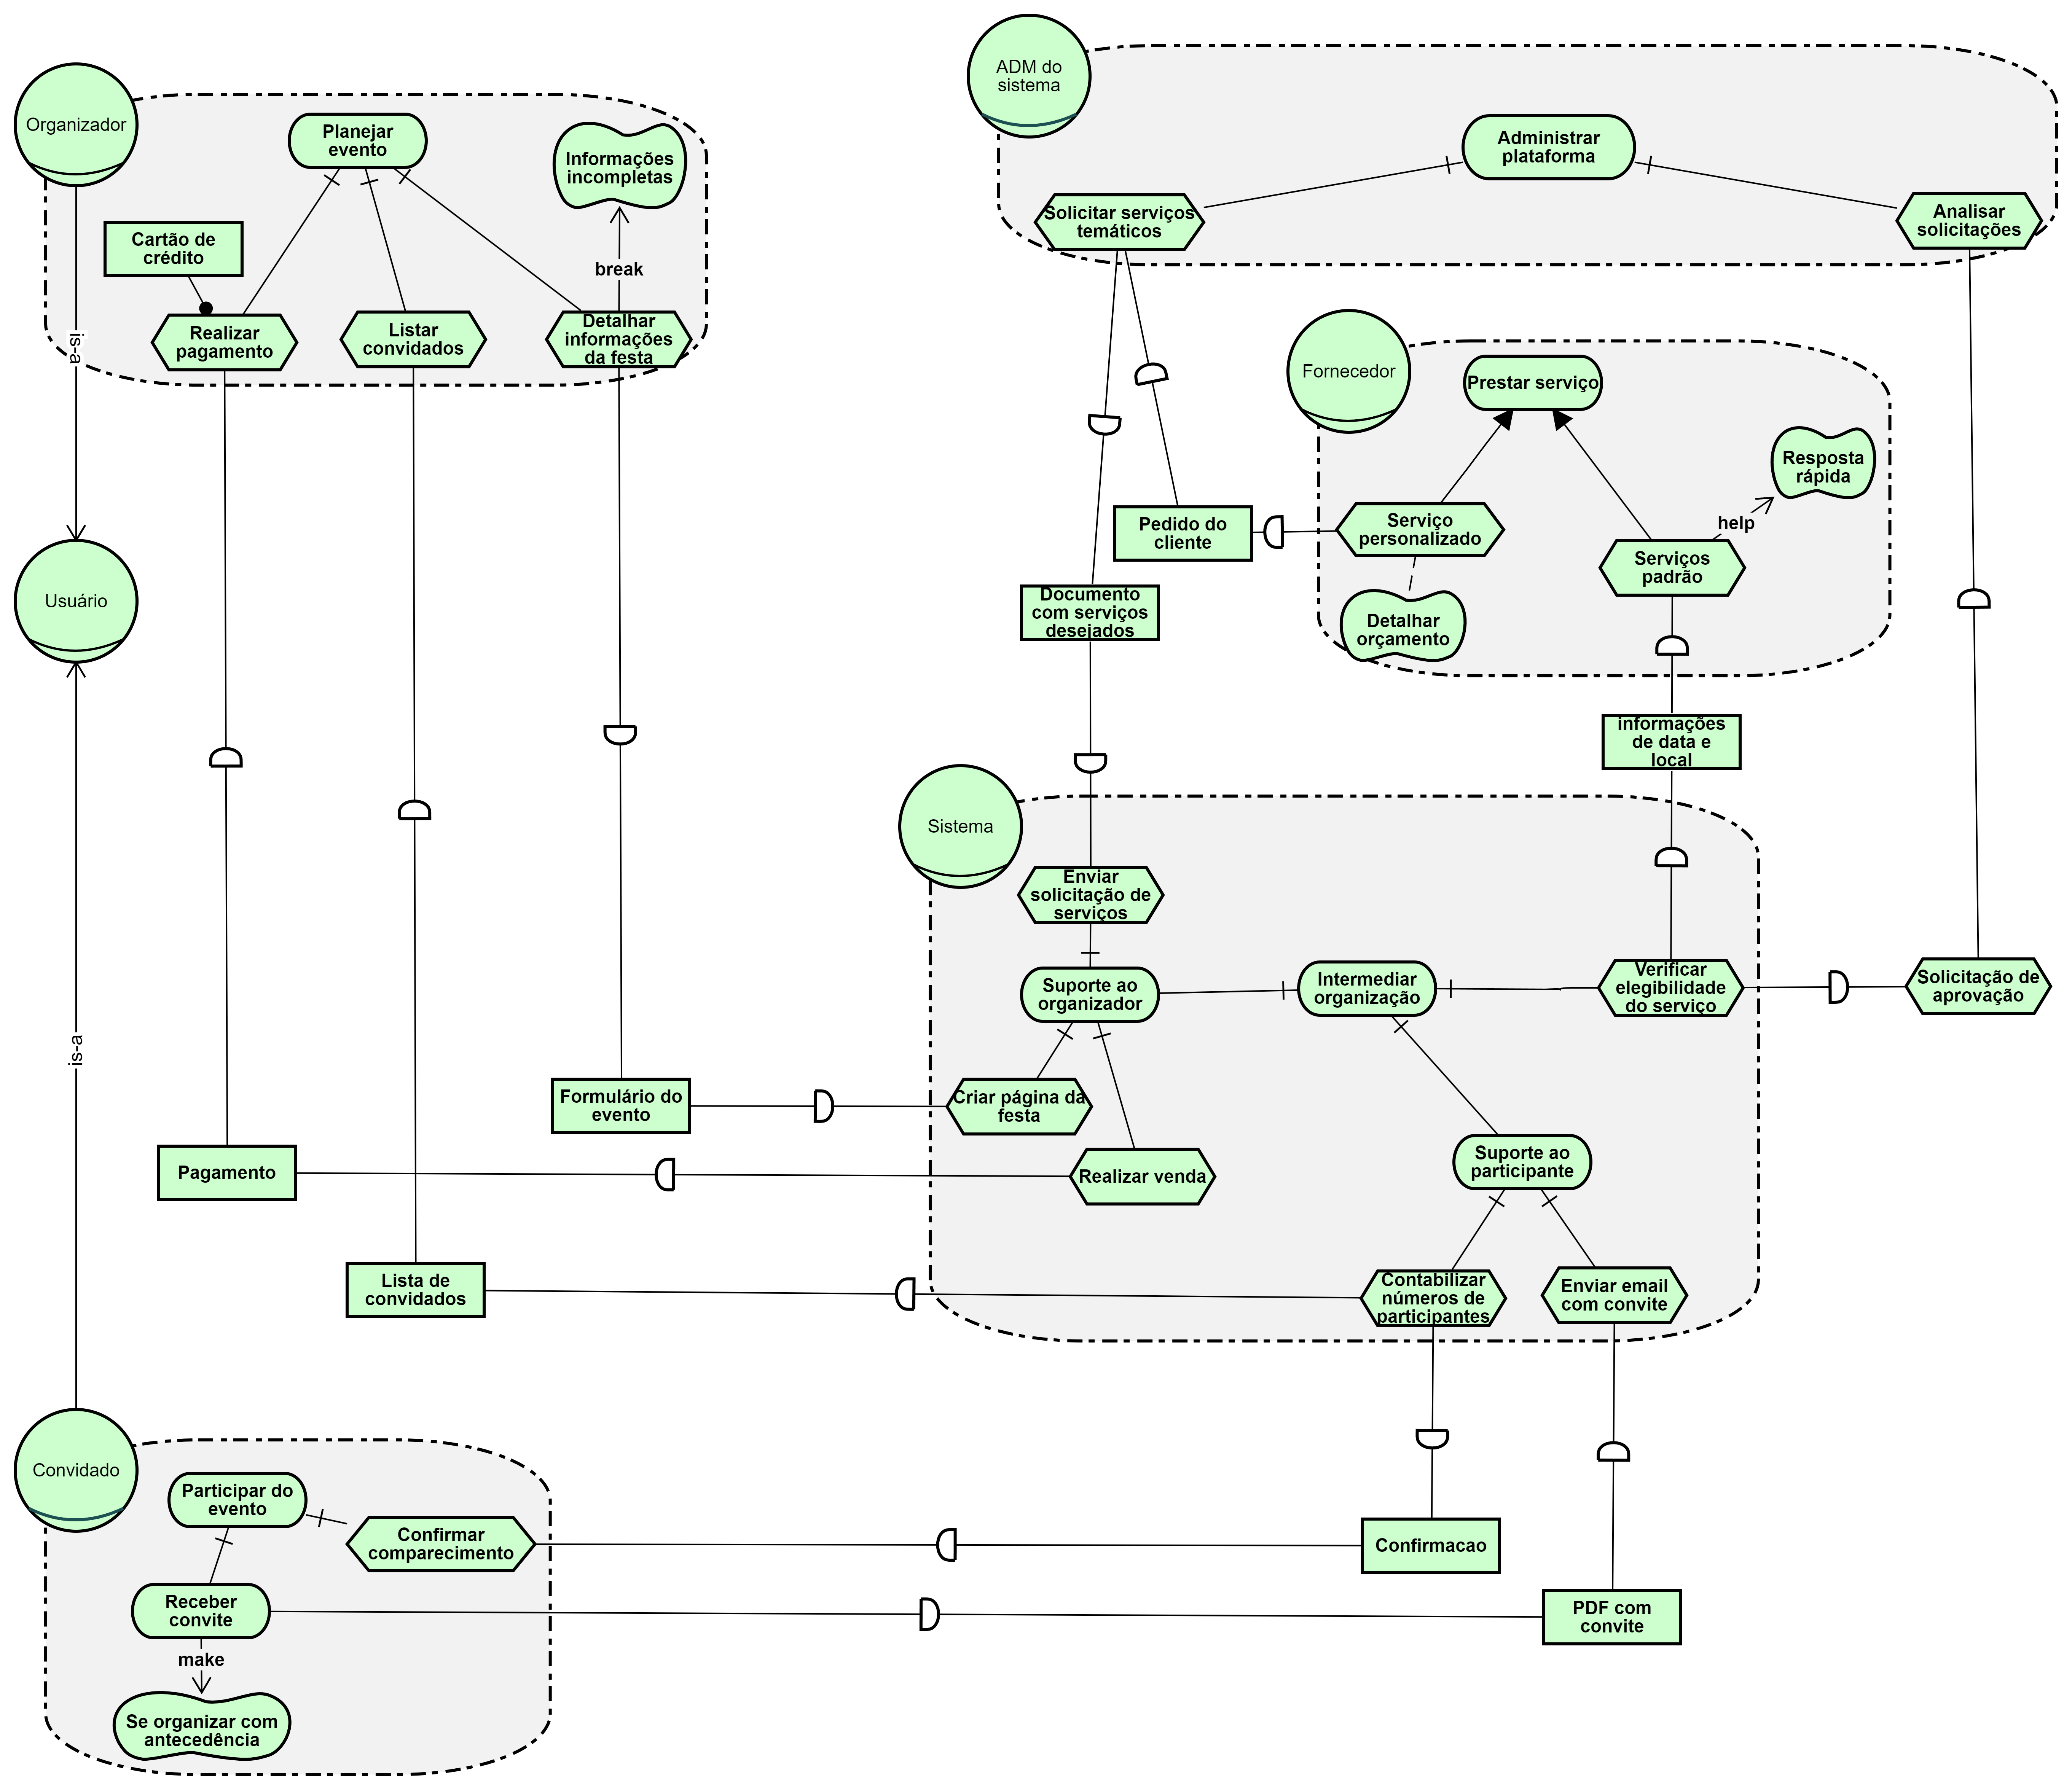 ADM do
sistema
Organizador
Planejar
evento
Informações
incompletas
Administrar
plataforma
Solicitar serviços
temáticos
Analisar
solicitações
Cartão de
crédito
break
Realizar
pagamento
Listar
convidados
Detalhar
informações
da festa
is-a
Fornecedor
Prestar serviço
Resposta
rápida
help
Pedido do
cliente
Serviço
personalizado
Serviços
padrão
Usuário
Documento
com serviços
desejados
Detalhar
orçamento
informações
de data e
local
Sistema
Enviar
solicitação de
serviços
Suporte ao
organizador
Intermediar
organização
Verificar
elegibilidade
do serviço
Solicitação de
aprovação
is-a
Formulário do
evento
Criar página da
festa
Pagamento
Realizar venda
Suporte ao
participante
Lista de
convidados
Contabilizar
números de
participantes
Enviar email
com convite
Convidado
Participar do
evento
Confirmar
comparecimento
Confirmacao
Receber
convite
PDF com
convite
make
Se organizar com
antecedência